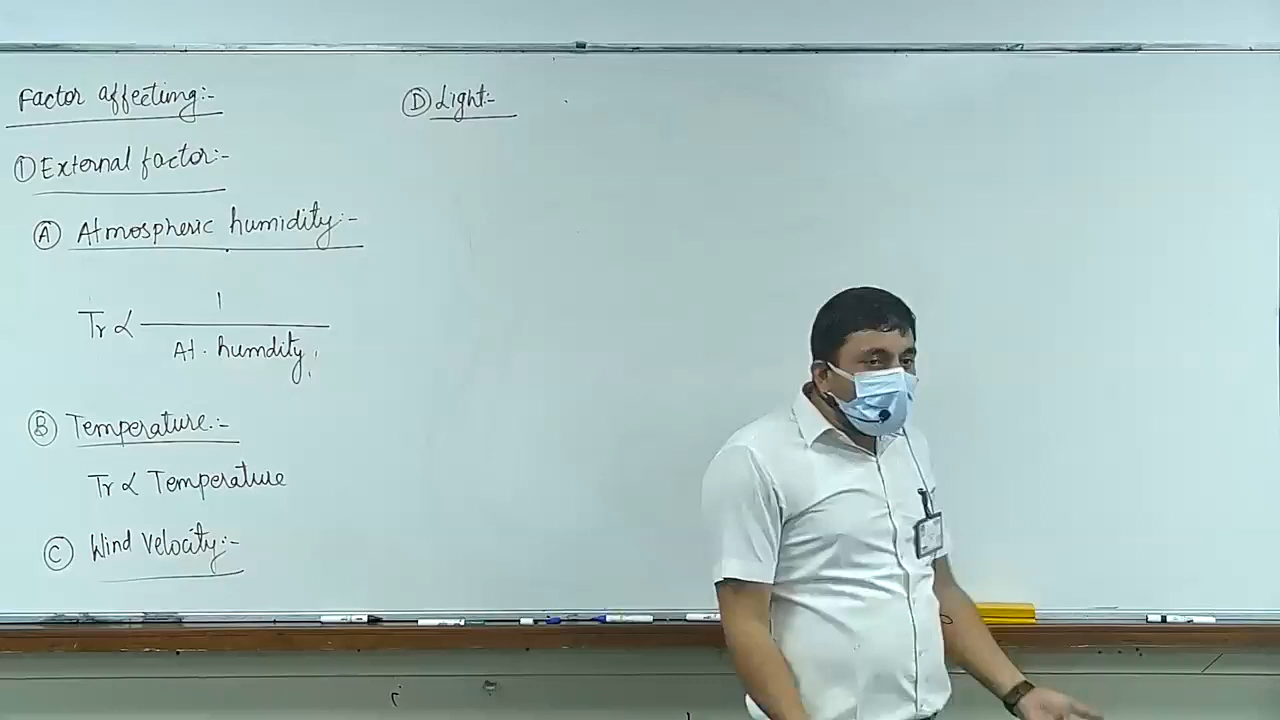 Factor affecting:-
① External factor:-
Ⓐ Atmospheric humidity:-
Tr ∝ 1
At. humdity
Ⓑ Temperature:-
Tr ∝ Temperature
Ⓒ Wind Velocity:-
Ⓓ Light:-